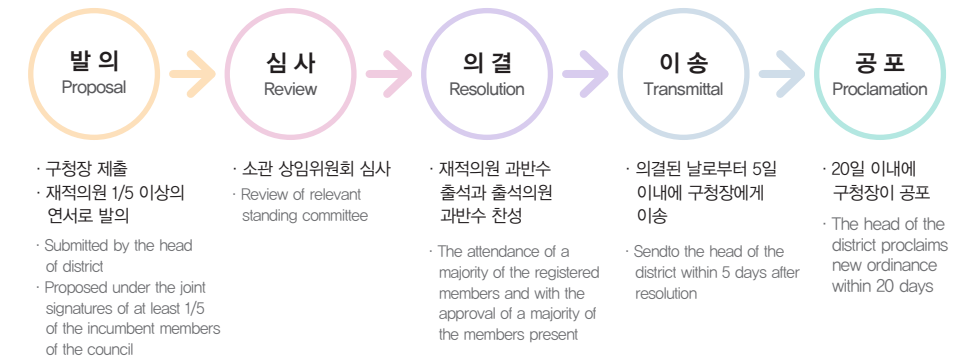 발 의
Proposal
· 구청장 제출
· 재적의원 1/5 이상의
연서로 발의
· Submitted by the head
of district
· Proposed under the joint
signatures of at least 1/5
of the incumbent members
of the council
심 사
Review
· 소관 상임위원회 심사
· Review of relevant
standing committee
의 결
Resolution
· 재적의원 과반수
출석과 출석의원
과반수 찬성
· The attendance of a
majority of the registered
members and with the
approval of a majority of
the members present
이 송
Transmittal
· 의결된 날로부터 5일
이내에 구청장에게
이송
· Sendto the head of the
district within 5 days after
resolution
공 포
Proclamation
· 20일 이내에
구청장이 공포
· The head of the
district proclaims
new ordinance
within 20 days